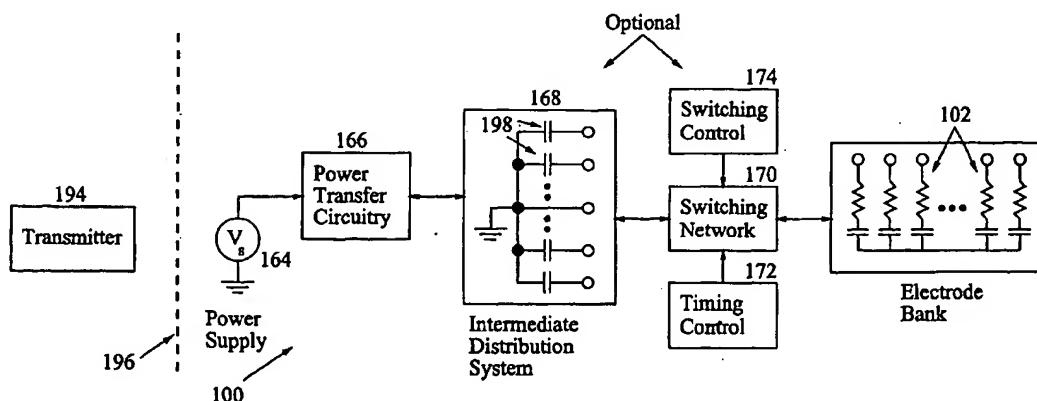 Optional
174
Switching
Control
168
198
166
Power
Transfer
Circuitry
194
Transmitter
Vs
164
Power
Supply
196
100
Intermediate
Distribution
System
170
Switching
Network
172
Timing
Control
102
Electrode
Bank